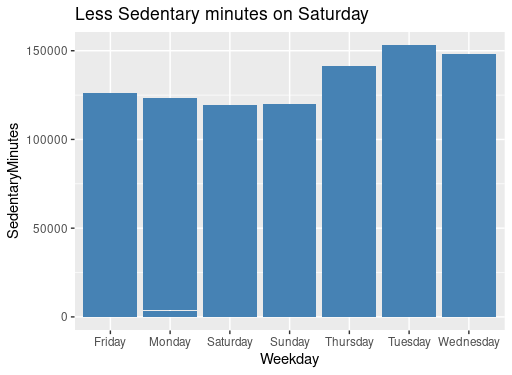 Less Sedentary minutes on Saturday
150000
100000
50000
0
SedentaryMinutes
Friday Monday Saturday Sunday Thursday Tuesday Wednesday
Weekday